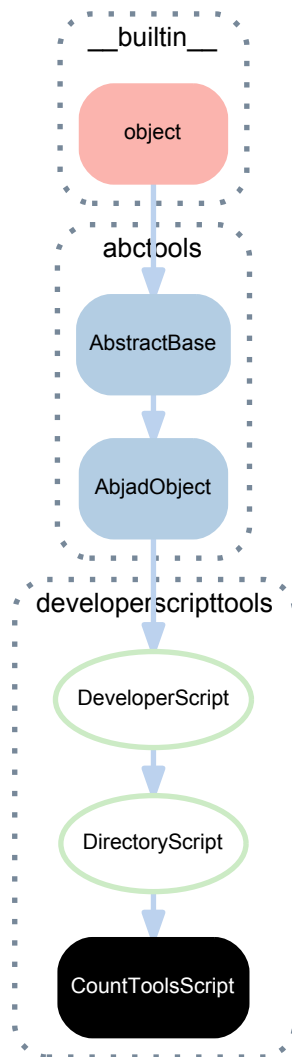 __builtin__
object
abctools
AbstractBase
AbjadObject
developerscripttools
DeveloperScript
DirectoryScript
CountToolsScript